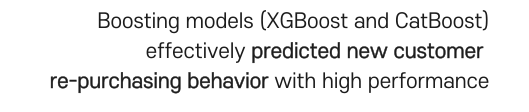 Boosting models (XGBoost and CatBoost)
effectively predicted new customer
re-purchasing behavior with high performance